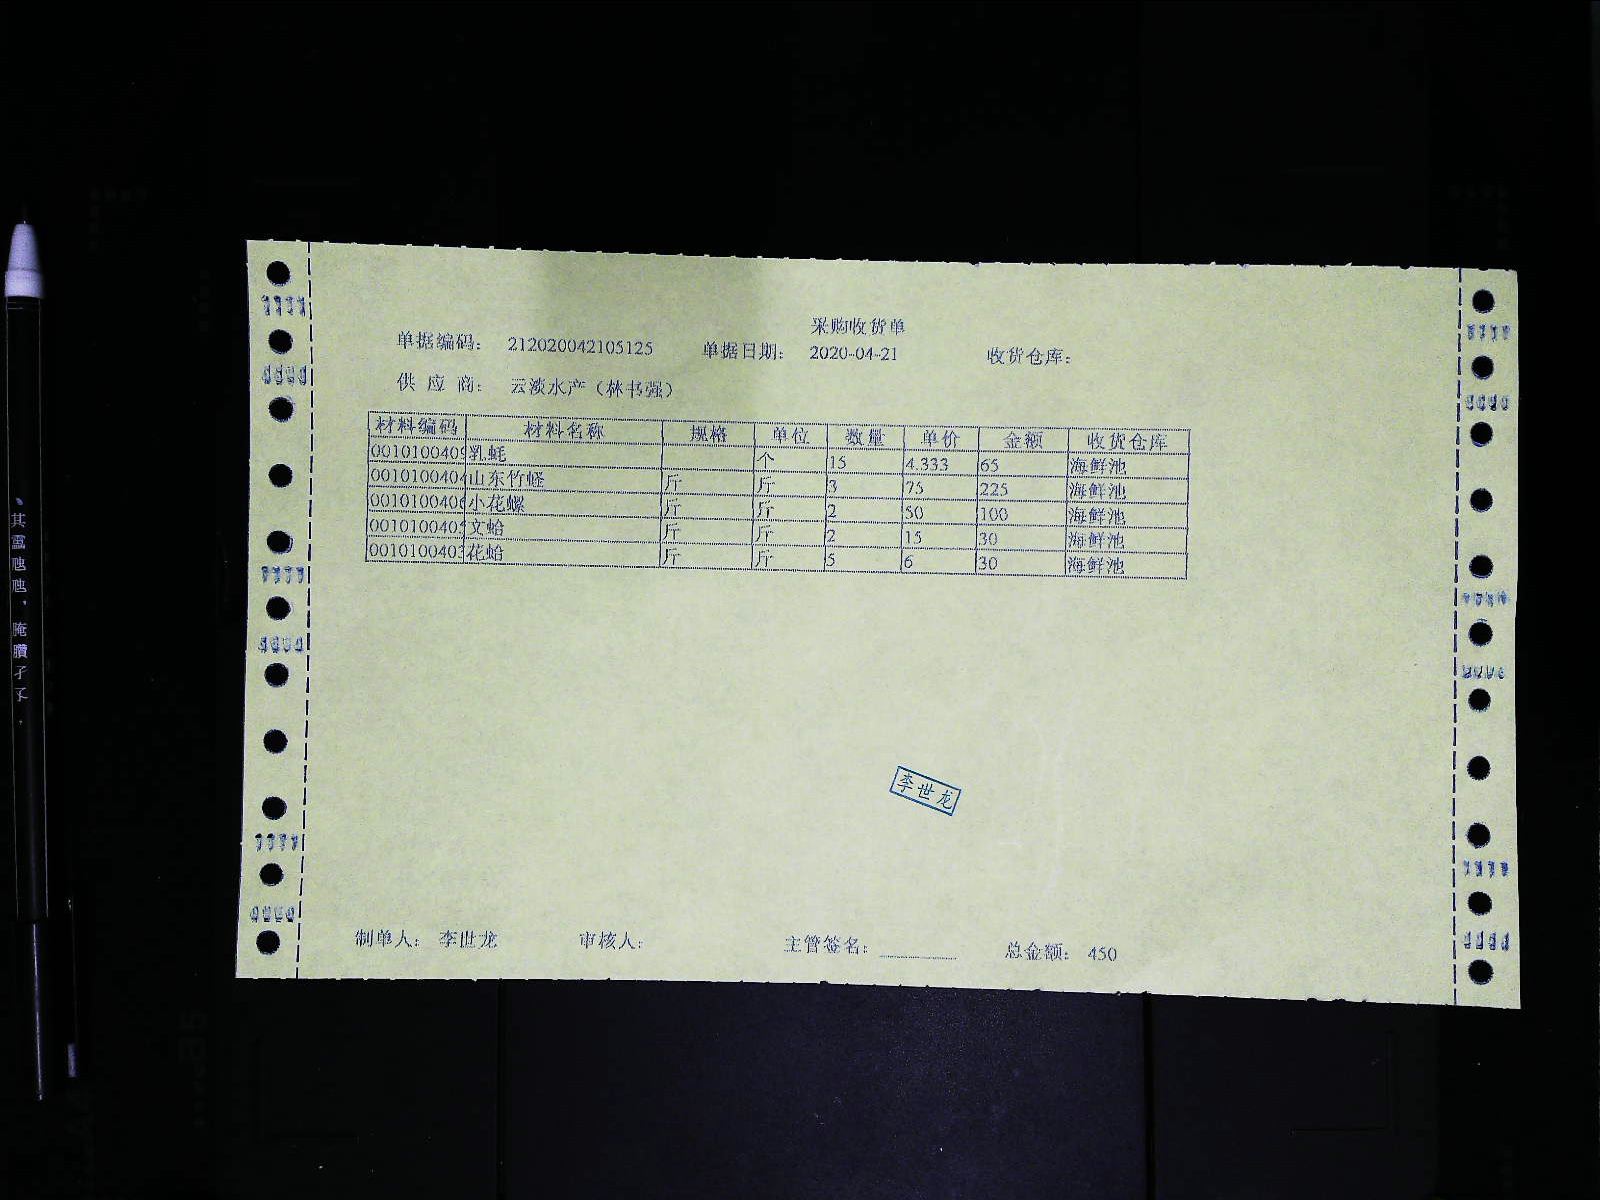 采购收货单
单据编码： 212020042105125 单据日期： 2020-04-21 收货仓库：
供 应 商： 云淡水产（林书强）
材料编码 材料名称 规格 单位 数量 单价 金额 收货仓库
001010040 乳蚝 个 15 4.333 65 海鲜池
001010040 山东竹蛏 斤 斤 3 75 225 海鲜池
001010040 小花螺 斤 斤 2 50 100 海鲜池
001010040 文蛤 斤 斤 2 15 30 海鲜池
001010040 花蛤 斤 斤 5 6 30 海鲜池
李世龙
制单人： 李世龙 审核人： 主管签名： 总金额： 450